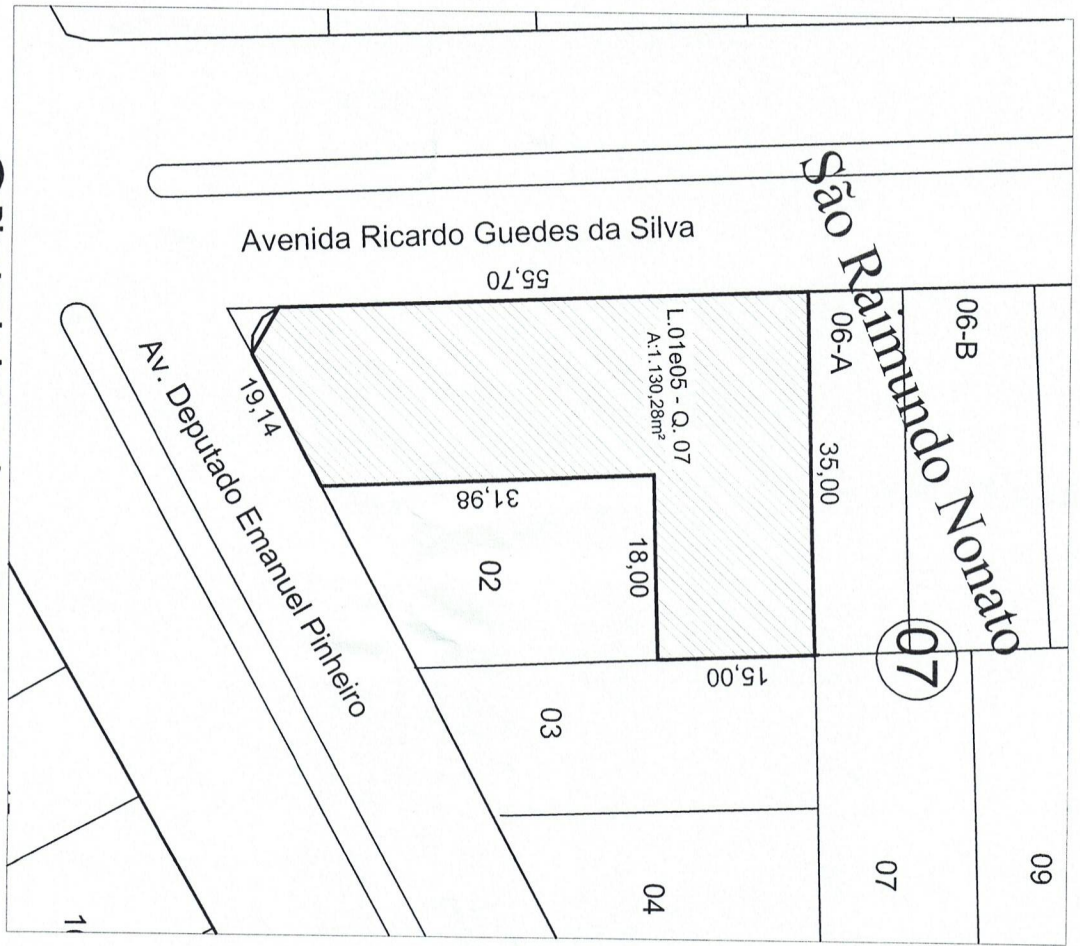 São Raimundo Nonato
Avenida Ricardo Guedes da Silva
55,70
06-B
06-A
L.01e05 - Q. 07
A:1.130,28m²
35,00
19,14
Av. Deputado Emanuel Pinheiro
31,98
18,00
02
15,00
07
03
04
07
09